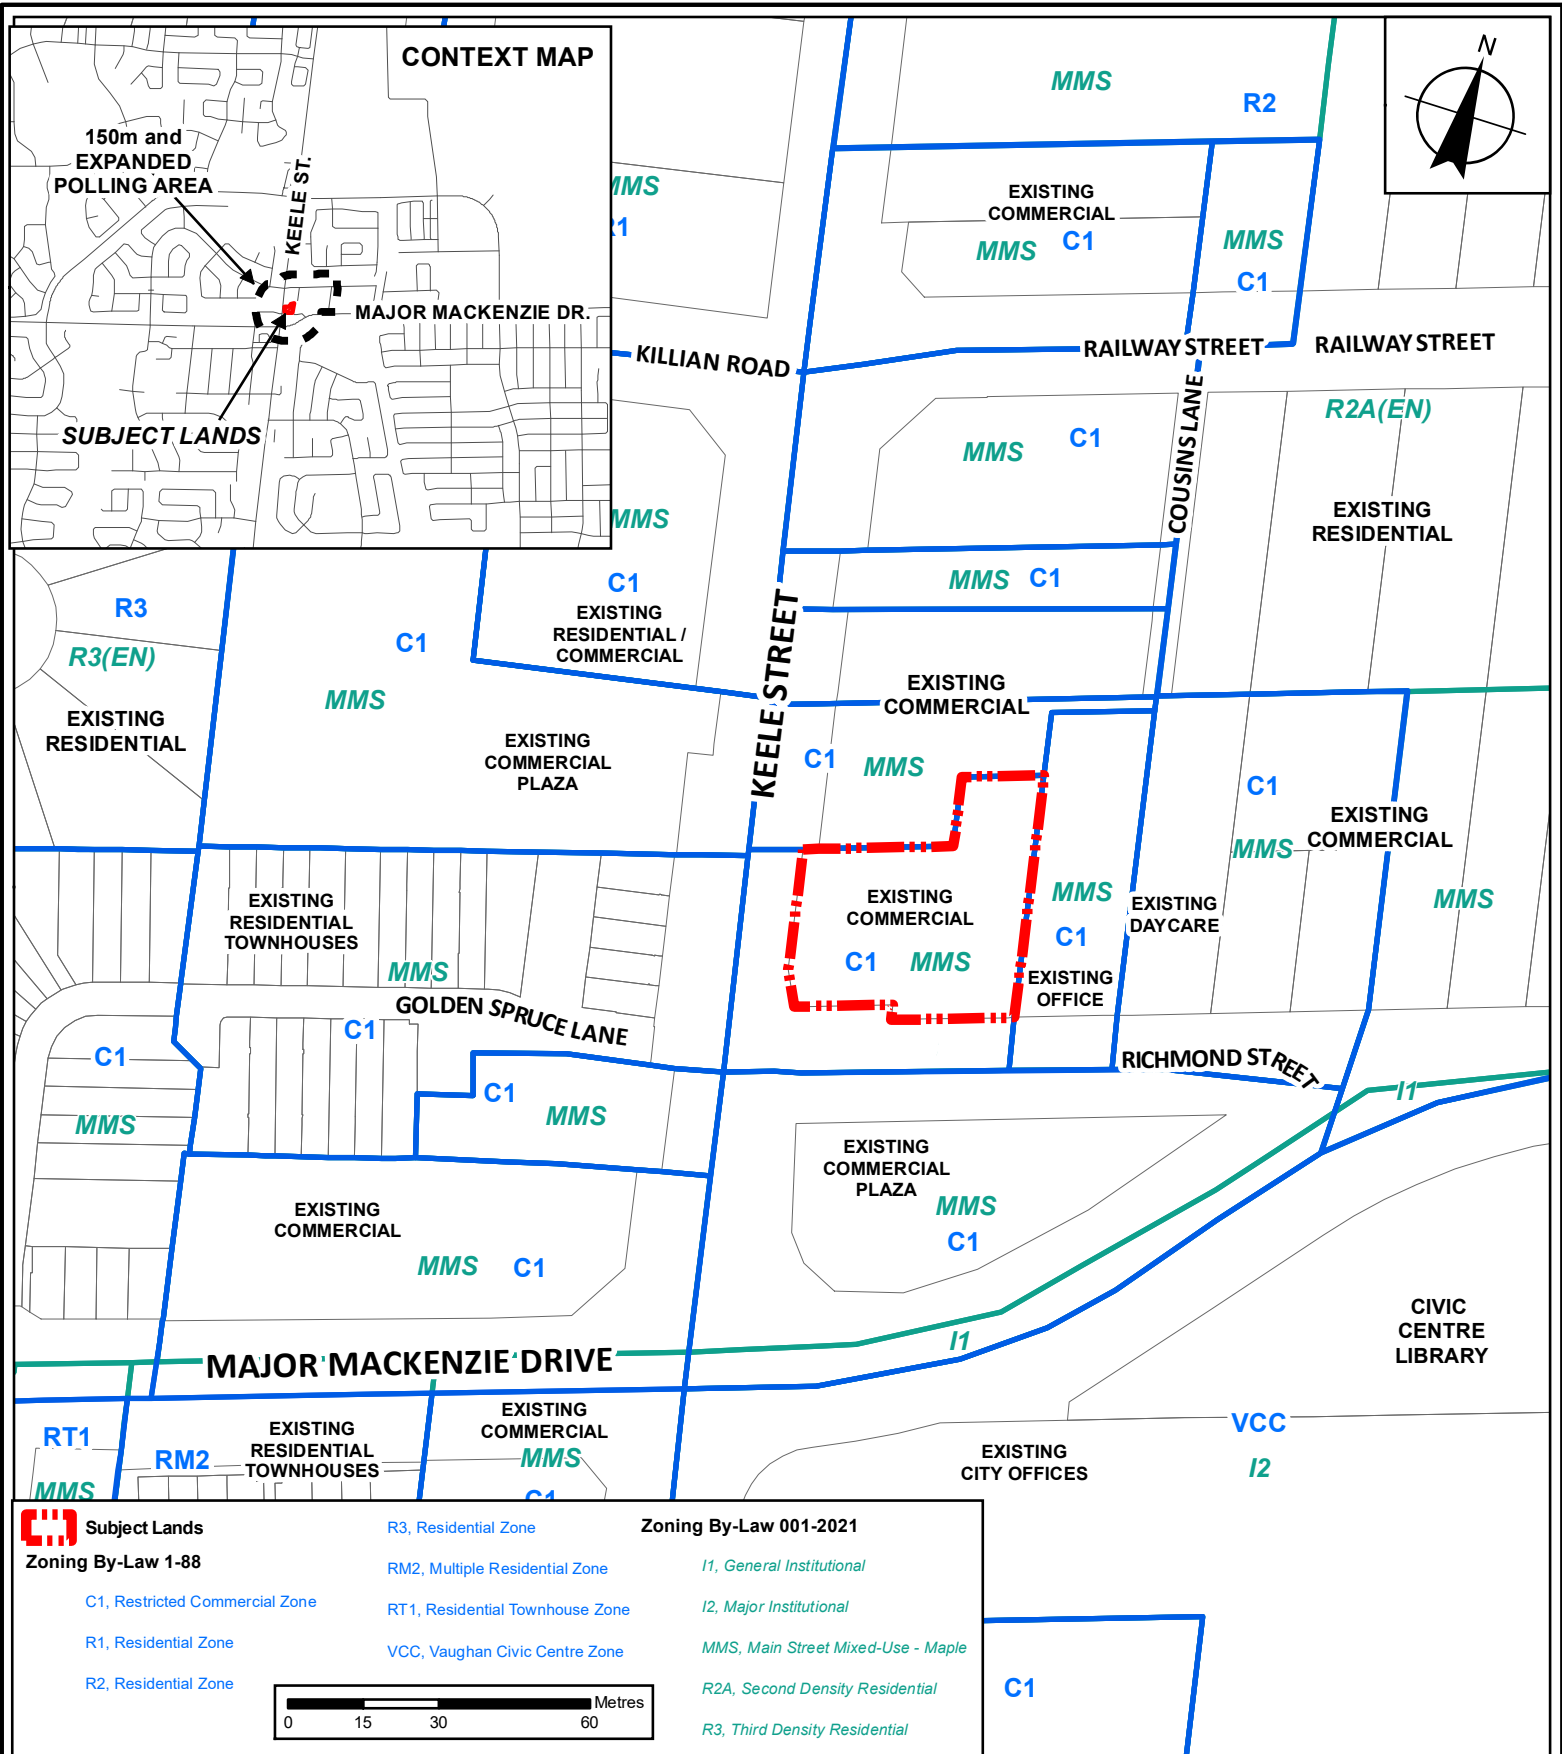 CONTEXT MAP
150m and
EXPANDED
POLLING AREA
KEELE ST.
MAJOR MACKENZIE DR.
SUBJECT LANDS
N
MMS
R2
MMS
EXISTING
COMMERCIAL
MMS C1
MMS
C1
KILLIAN ROAD
RAILWAY STREET
RAILWAY STREET
COUSINS LANE
R2A(EN)
MMS C1
EXISTING
RESIDENTIAL
MMS
C1
EXISTING
RESIDENTIAL /
COMMERCIAL
MMS C1
R3
R3(EN)
EXISTING
RESIDENTIAL
C1
MMS
EXISTING
COMMERCIAL
PLAZA
KEELE STREET
EXISTING
COMMERCIAL
C1 MMS
C1
MMS
EXISTING
COMMERCIAL
MMS
EXISTING
COMMERCIAL
C1 MMS
MMS
C1
EXISTING
OFFICE
EXISTING
DAYCARE
EXISTING
RESIDENTIAL
TOWNHOUSES
MMS
GOLDEN SPRUCE LANE
C1
C1
MMS
C1
MMS
RICHMOND STREET
I1
EXISTING
COMMERCIAL
PLAZA
MMS
C1
EXISTING
COMMERCIAL
MMS C1
MAJOR MACKENZIE DRIVE
I1
CIVIC
CENTRE
LIBRARY
RT1
MMS
RM2
EXISTING
RESIDENTIAL
TOWNHOUSES
EXISTING
COMMERCIAL
MMS
C1
EXISTING
CITY OFFICES
VCC
I2
C1
Subject Lands
Zoning By-Law 1-88
C1, Restricted Commercial Zone
R1, Residential Zone
R2, Residential Zone
R3, Residential Zone
RM2, Multiple Residential Zone
RT1, Residential Townhouse Zone
VCC, Vaughan Civic Centre Zone
Zoning By-Law 001-2021
I1, General Institutional
I2, Major Institutional
MMS, Main Street Mixed-Use - Maple
R2A, Second Density Residential
R3, Third Density Residential
Metres
0 15 30 60